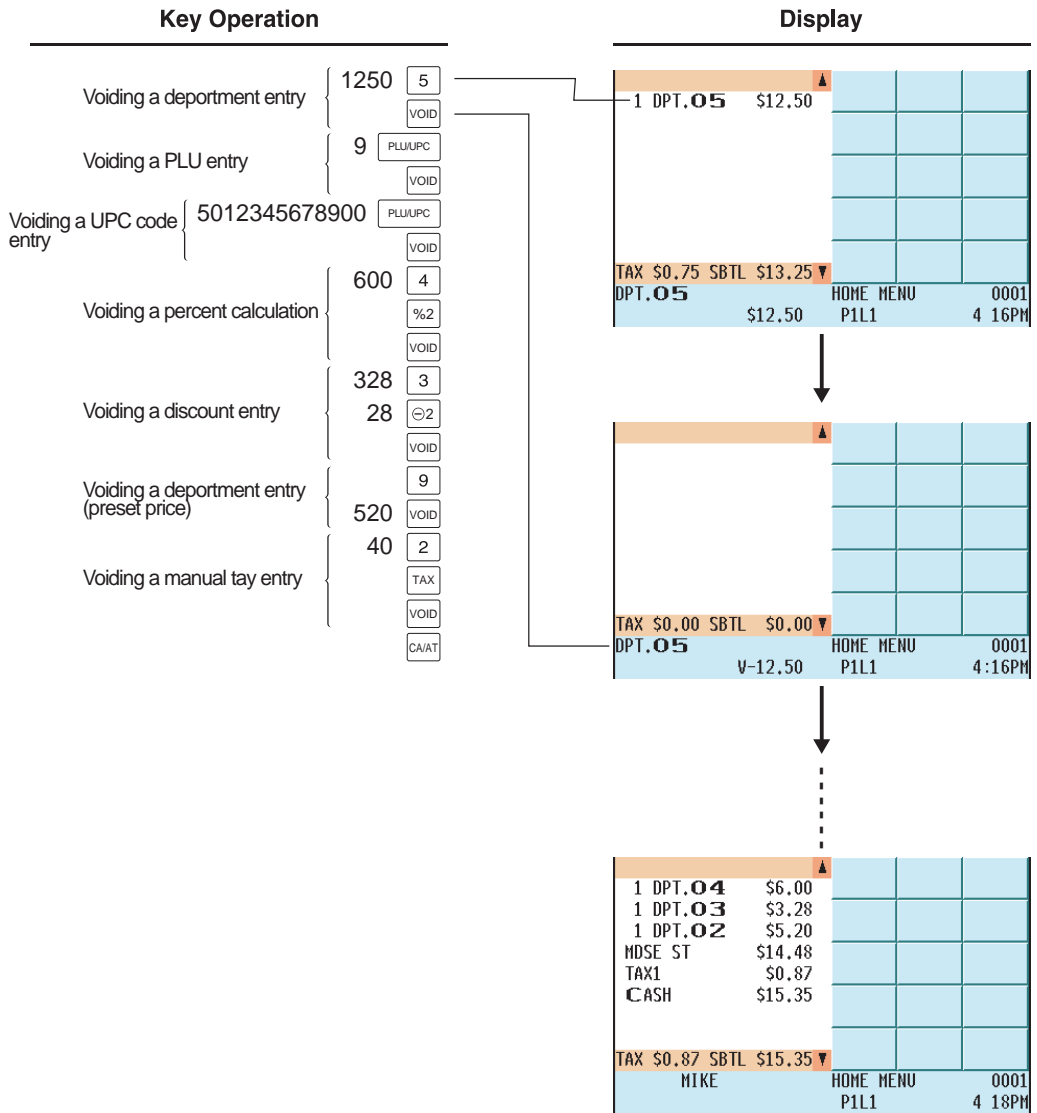 Key Operation
Display
Voiding a deportment entry
1250 5
VOID
Voiding a PLU entry
9 PLU/UPC
VOID
Voiding a UPC code
entry
5012345678900 PLU/UPC
VOID
Voiding a percent calculation
600 4
%2
VOID
Voiding a discount entry
328 3
28 ⊖2
VOID
Voiding a deportment entry
(preset price)
9
520 VOID
Voiding a manual tay entry
40 2
TAX
VOID
CA/AT
▲
1 DPT.05 $12.50
TAX $0.75 SBTL $13.25 ▼
DPT.05 HOME MENU 0001
$12.50 P1L1 4 16PM
▲
TAX $0.00 SBTL $0.00 ▼
DPT.05 HOME MENU 0001
V-12.50 P1L1 4:16PM
▲
1 DPT.04 $6.00
1 DPT.03 $3.28
1 DPT.02 $5.20
MDSE ST $14.48
TAX1 $0.87
CASH $15.35
TAX $0.87 SBTL $15.35 ▼
MIKE HOME MENU 0001
P1L1 4 18PM